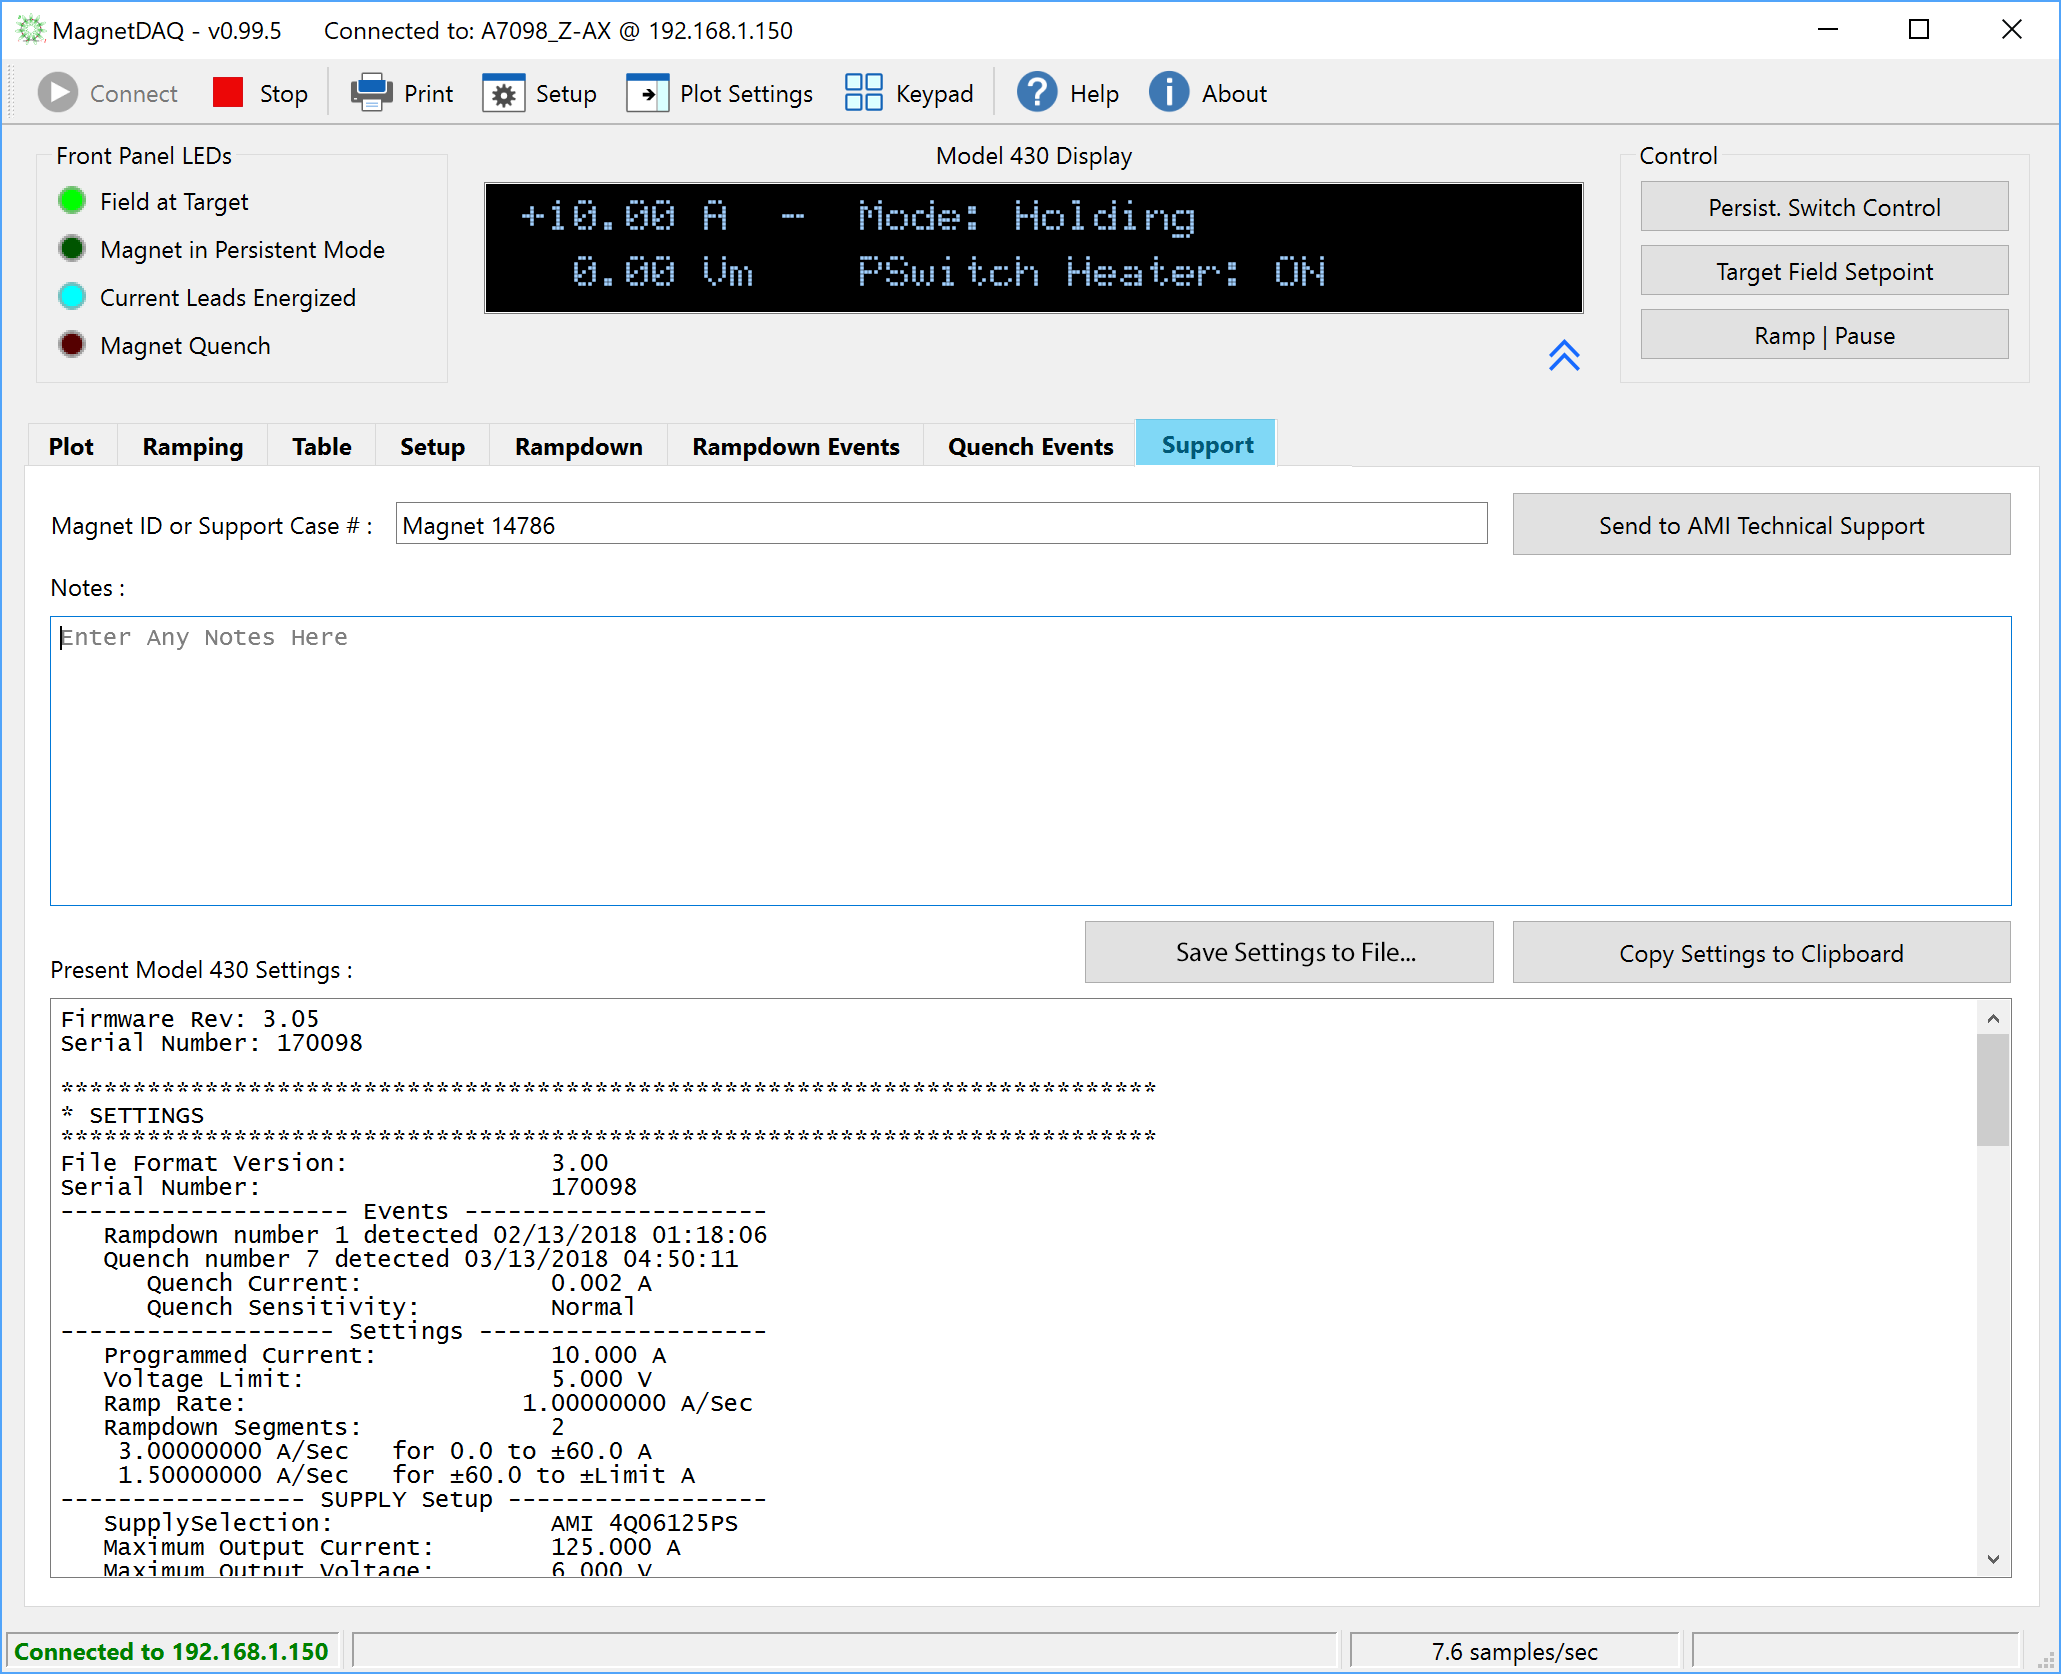 MagnetDAQ - v0.99.5 Connected to: A7098_Z-AX @ 192.168.1.150
Connect Stop Print Setup Plot Settings Keypad Help About
Front Panel LEDs
Field at Target
Magnet in Persistent Mode
Current Leads Energized
Magnet Quench
Model 430 Display
+10.00 A - Mode: Holding
0.00 Vm PSwitch Heater: ON
Control
Persist. Switch Control
Target Field Setpoint
Ramp | Pause
Plot Ramping Table Setup Rampdown Rampdown Events Quench Events Support
Magnet ID or Support Case # : Magnet 14786 Send to AMI Technical Support
Notes :
Enter Any Notes Here
Save Settings to File... Copy Settings to Clipboard
Present Model 430 Settings :
Firmware Rev: 3.05
Serial Number: 170098
****************************************************************************
* SETTINGS
****************************************************************************
File Format Version: 3.00
Serial Number: 170098
-------------------- Events ---------------------
Rampdown number 1 detected 02/13/2018 01:18:06
Quench number 7 detected 03/13/2018 04:50:11
Quench Current: 0.002 A
Quench Sensitivity: Normal
------------------- Settings --------------------
Programmed Current: 10.000 A
Voltage Limit: 5.000 V
Ramp Rate: 1.00000000 A/Sec
Rampdown Segments: 2
3.00000000 A/Sec for 0.0 to ±60.0 A
1.50000000 A/Sec for ±60.0 to ±Limit A
----------------- SUPPLY Setup ------------------
SupplySelection: AMI 4Q06125PS
Maximum Output Current: 125.000 A
Maximum Output Voltage: 6.000 V
Connected to 192.168.1.150 7.6 samples/sec